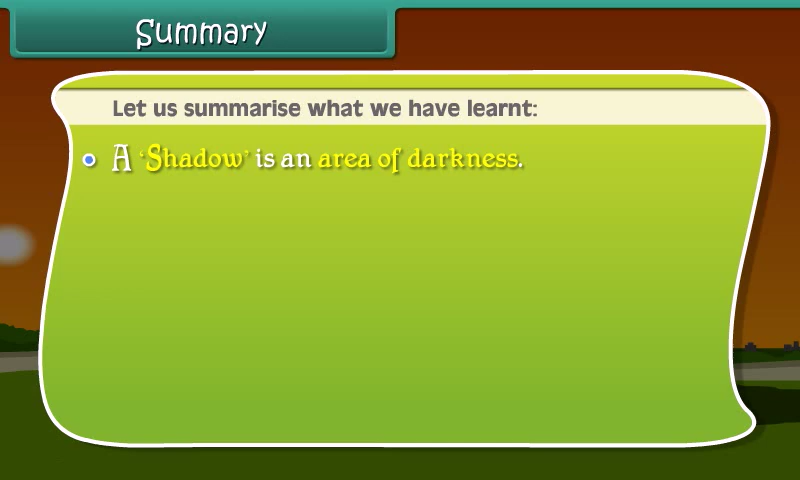 Summary
Let us summarise what we have learnt:
A 'Shadow' is an area of darkness.